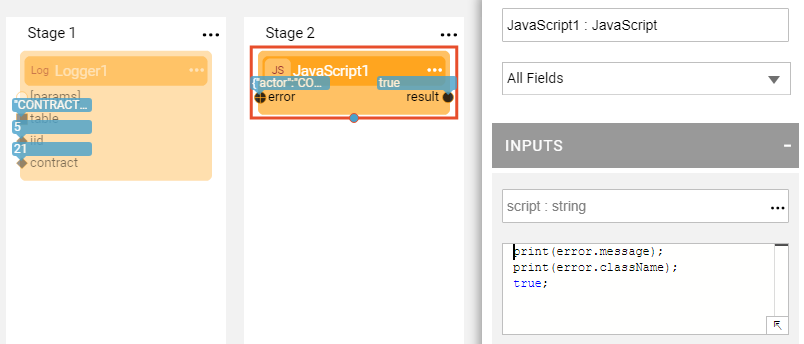 Stage 1
Log Logger1
[params]
"CONTRACT...
table
5
iid
21
contract
Stage 2
JS JavaScript1
{"actor":"CO...
true
error
result
JavaScript1 : JavaScript
All Fields
INPUTS
script : string
print(error.message);
print(error.className);
true;